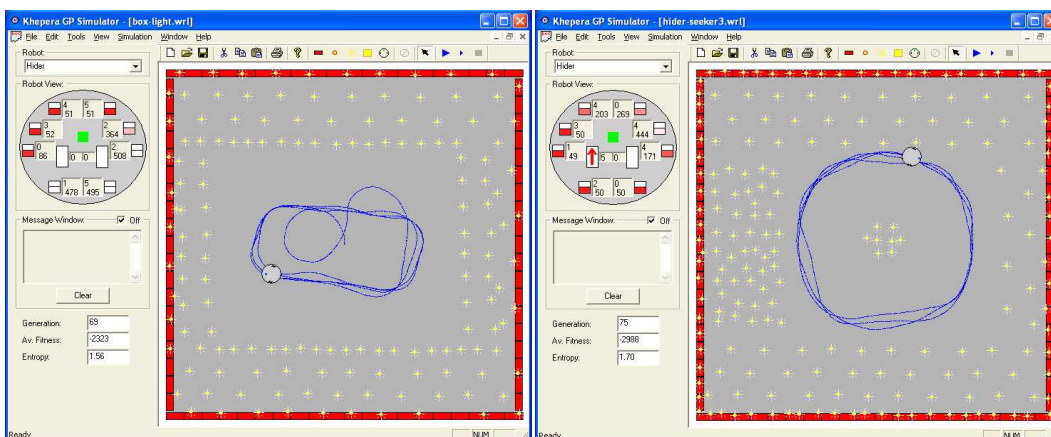 Khepera GP Simulator - [box-light.wrl]
File Edit Tools View Simulation Window Help
Robot:
Hider
Robot View:
4 5
51 51
3 2
52 364
0 2
86 508
0 0
1 5
478 495
Message Window: Off
Clear
Generation: 69
Av. Fitness: -2323
Entropy: 1.56
Ready
NUM
Khepera GP Simulator - [hider-seeker3.wrl]
File Edit Tools View Simulation Window Help
Robot:
Hider
Robot View:
4 0
203 269
3 4
50 444
1 4
49 171
5 0
2 0
50 50
Message Window: Off
Clear
Generation: 75
Av. Fitness: -2988
Entropy: 1.70
Ready
NUM